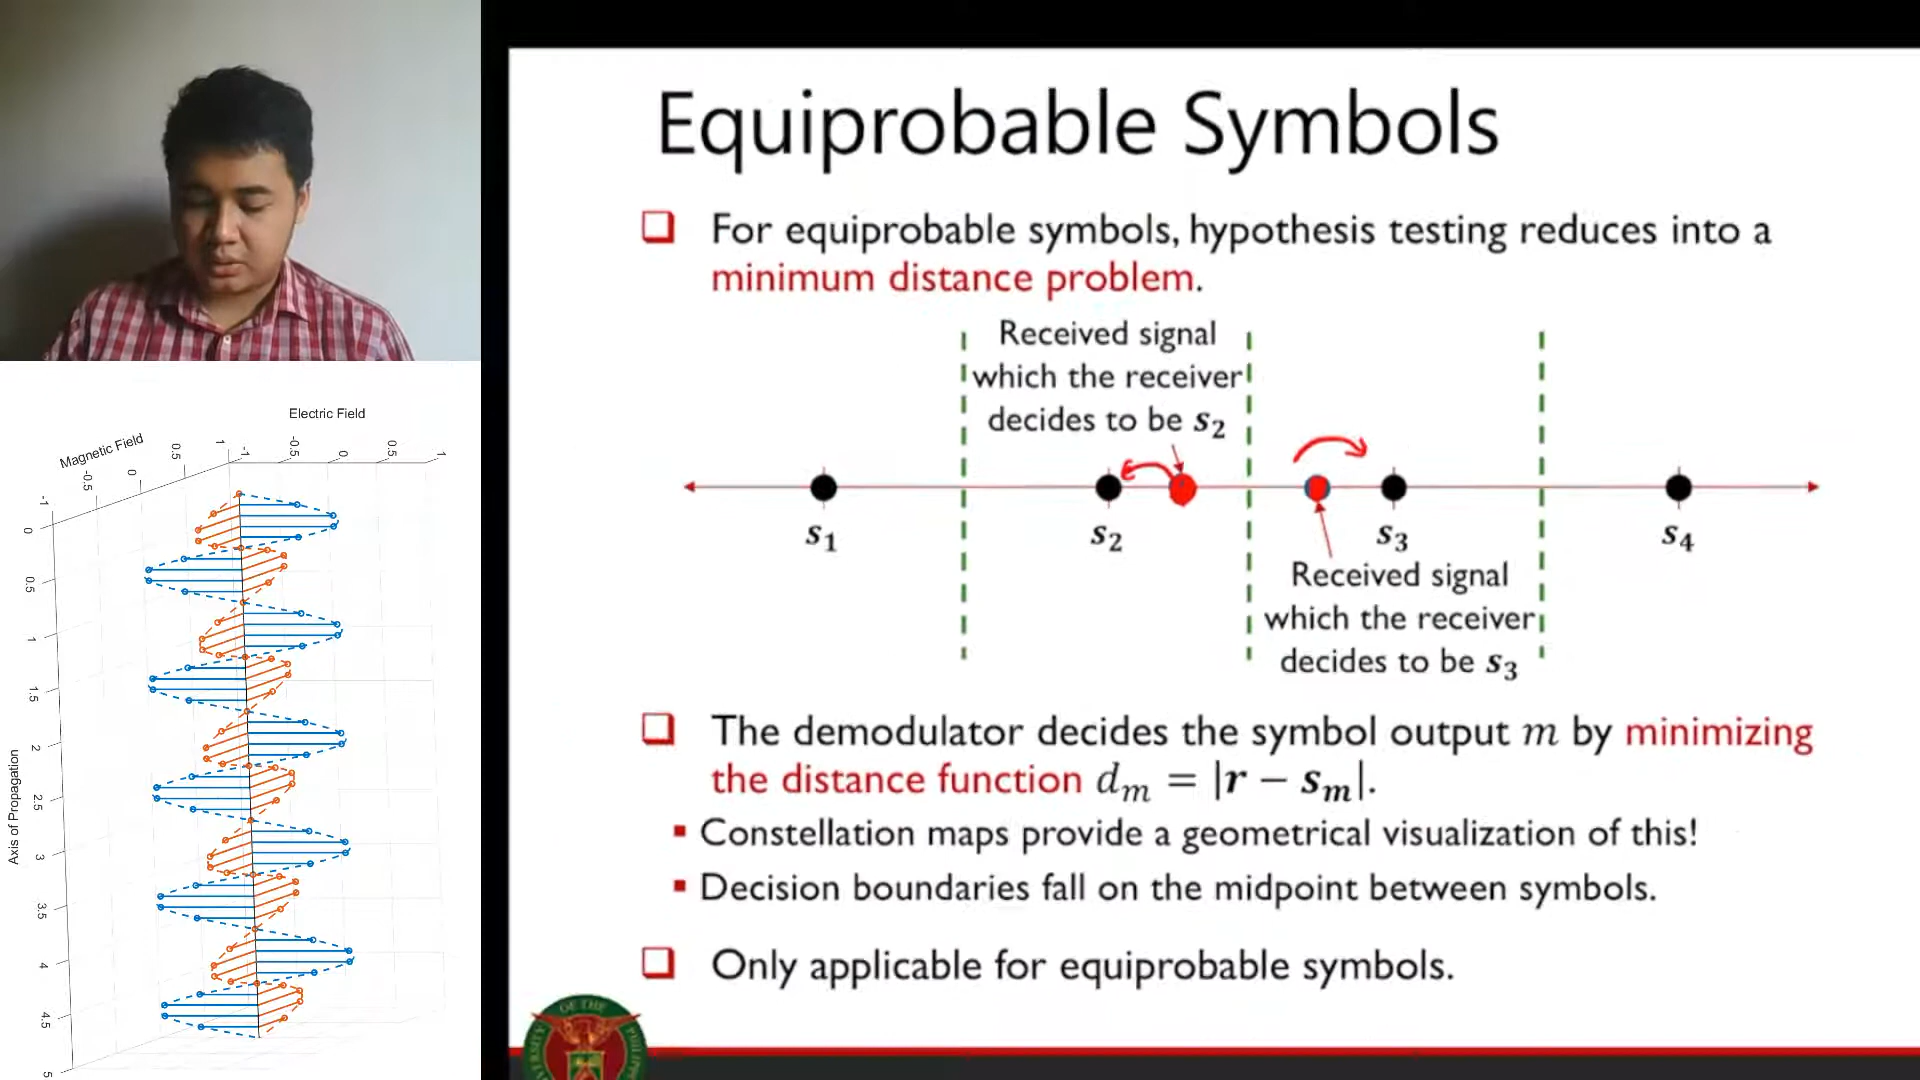 Equiprobable Symbols
❑ For equiprobable symbols, hypothesis testing reduces into a
minimum distance problem.
Received signal
which the receiver
decides to be s₂
s₁
s₂
s₃
s₄
Received signal
which the receiver
decides to be s₃
❑ The demodulator decides the symbol output m by minimizing
the distance function dₘ = |r − sₘ|.
▪ Constellation maps provide a geometrical visualization of this!
▪ Decision boundaries fall on the midpoint between symbols.
❑ Only applicable for equiprobable symbols.
Electric Field
-1 -0.5 0 0.5 1
Magnetic Field
-1 -0.5 0 0.5 1
Axis of Propagation
0
0.5
1
1.5
2
2.5
3
3.5
4
4.5
5
OF THE